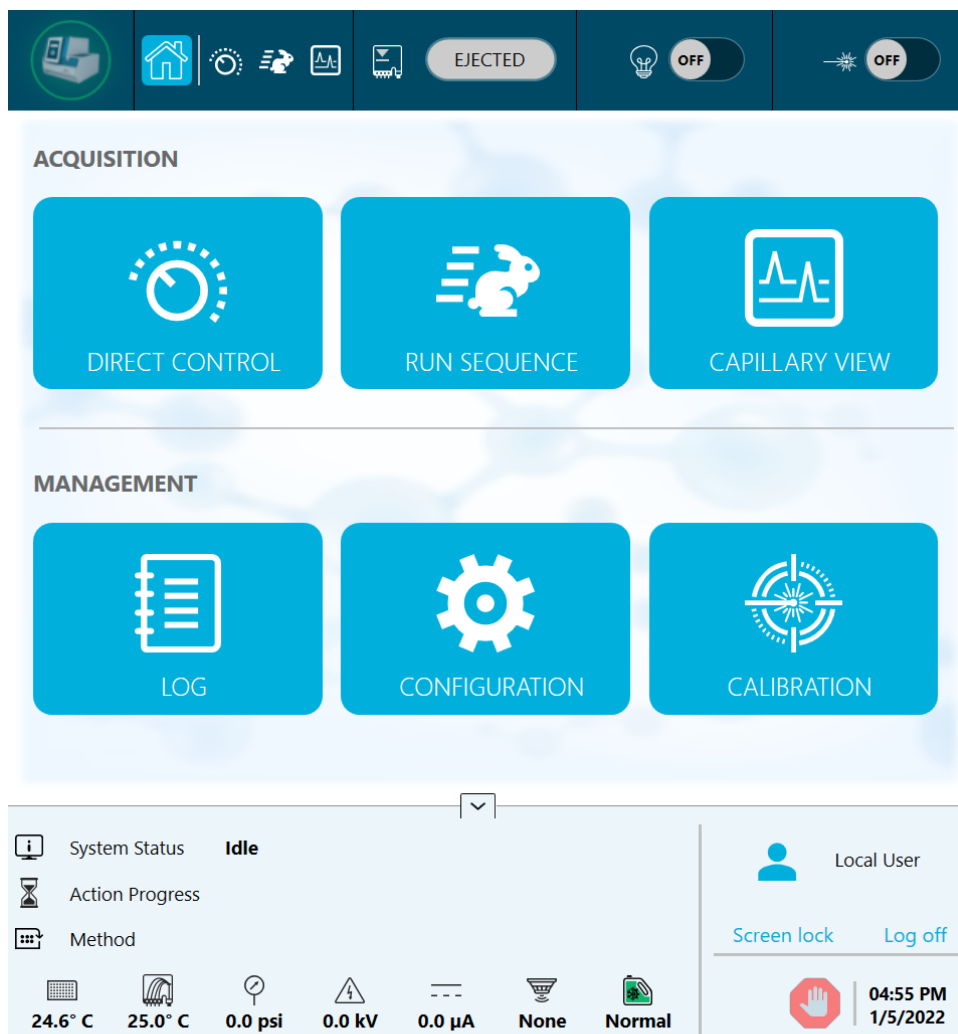 EJECTED
OFF
OFF
ACQUISITION
DIRECT CONTROL
RUN SEQUENCE
CAPILLARY VIEW
MANAGEMENT
LOG
CONFIGURATION
CALIBRATION
System Status Idle
Action Progress
Method
Local User
Screen lock Log off
24.6° C 25.0° C 0.0 psi 0.0 kV 0.0 µA None Normal
04:55 PM
1/5/2022